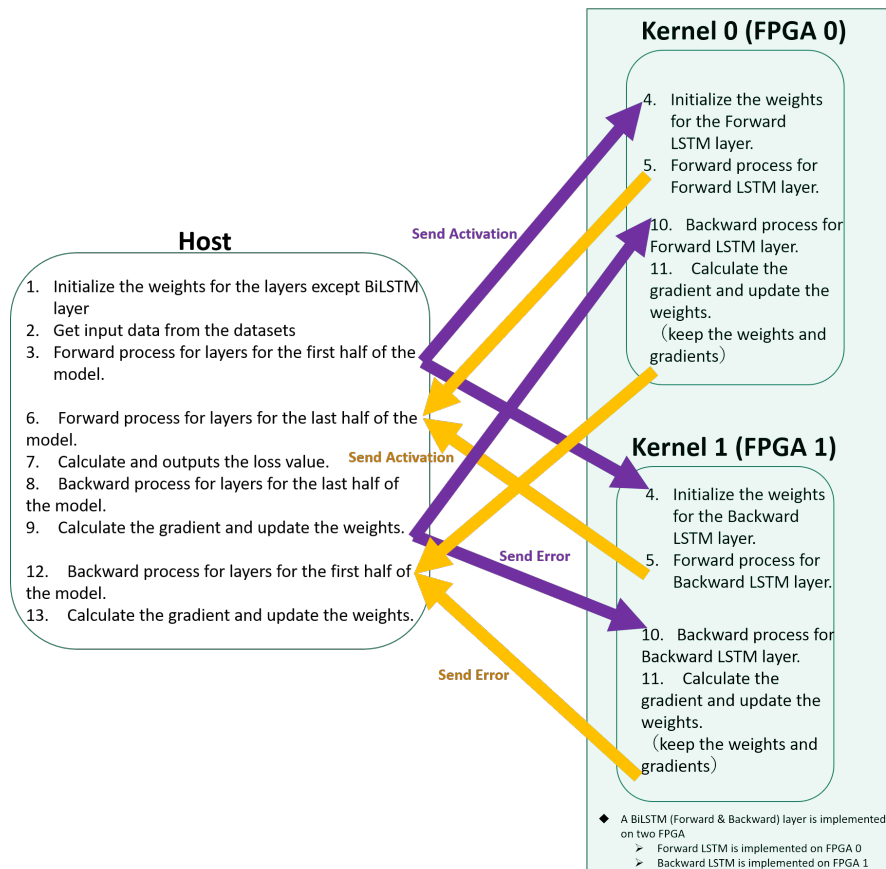 Kernel 0 (FPGA 0)
4. Initialize the weights
for the Forward
LSTM layer.
5. Forward process for
Forward LSTM layer.
10. Backward process for
Forward LSTM layer.
11. Calculate the
gradient and update the
weights.
（keep the weights and
gradients）
Send Activation
Host
1. Initialize the weights for the layers except BiLSTM
layer
2. Get input data from the datasets
3. Forward process for layers for the first half of the
model.
6. Forward process for layers for the last half of the
model.
7. Calculate and outputs the loss value.
8. Backward process for layers for the last half of
the model.
9. Calculate the gradient and update the weights.
12. Backward process for layers for the first half of
the model.
13. Calculate the gradient and update the weights.
Send Activation
Send Error
Send Error
Kernel 1 (FPGA 1)
4. Initialize the weights
for the Backward
LSTM layer.
5. Forward process for
Backward LSTM layer.
10. Backward process for
Backward LSTM layer.
11. Calculate the
gradient and update the
weights.
（keep the weights and
gradients）
◆ A BiLSTM (Forward & Backward) layer is implemented
on two FPGA
➢ Forward LSTM is implemented on FPGA 0
➢ Backward LSTM is implemented on FPGA 1